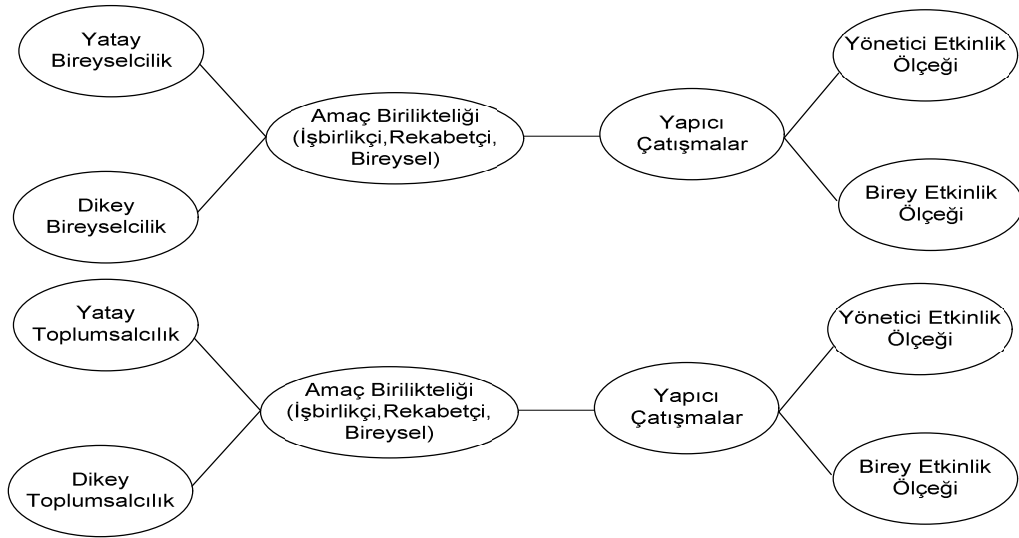 Yatay
Bireyselcilik
Dikey
Bireyselcilik
Amaç Birilikteliği
(İşbirlikçi,Rekabetçi,
Bireysel)
Yapıcı
Çatışmalar
Yönetici Etkinlik
Ölçeği
Birey Etkinlik
Ölçeği
Yatay
Toplumsalcılık
Dikey
Toplumsalcılık
Amaç Birilikteliği
(İşbirlikçi,Rekabetçi,
Bireysel)
Yapıcı
Çatışmalar
Yönetici Etkinlik
Ölçeği
Birey Etkinlik
Ölçeği